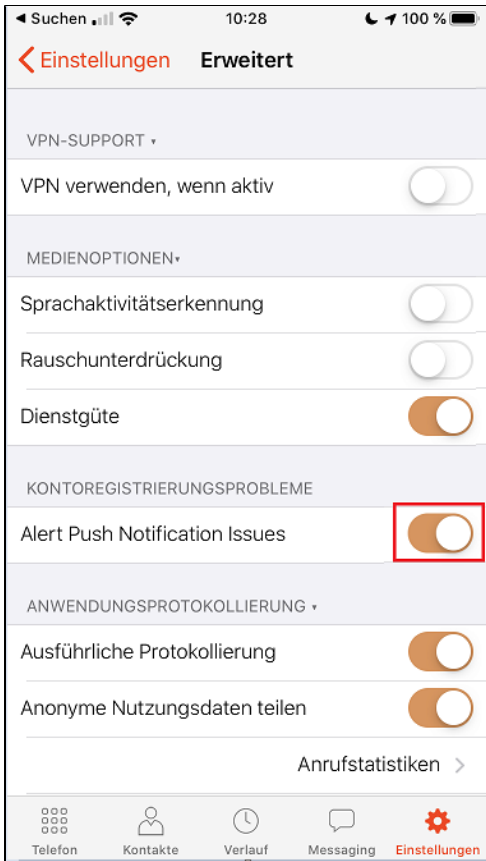 Suchen 10:28 100 %
Einstellungen Erweitert
VPN-SUPPORT
VPN verwenden, wenn aktiv
MEDIENOPTIONEN
Sprachaktivitätserkennung
Rauschunterdrückung
Dienstgüte
KONTOREGISTRIERUNGSPROBLEME
Alert Push Notification Issues
ANWENDUNGSPROTOKOLLIERUNG
Ausführliche Protokollierung
Anonyme Nutzungsdaten teilen
Anrufstatistiken
Telefon Kontakte Verlauf Messaging Einstellungen